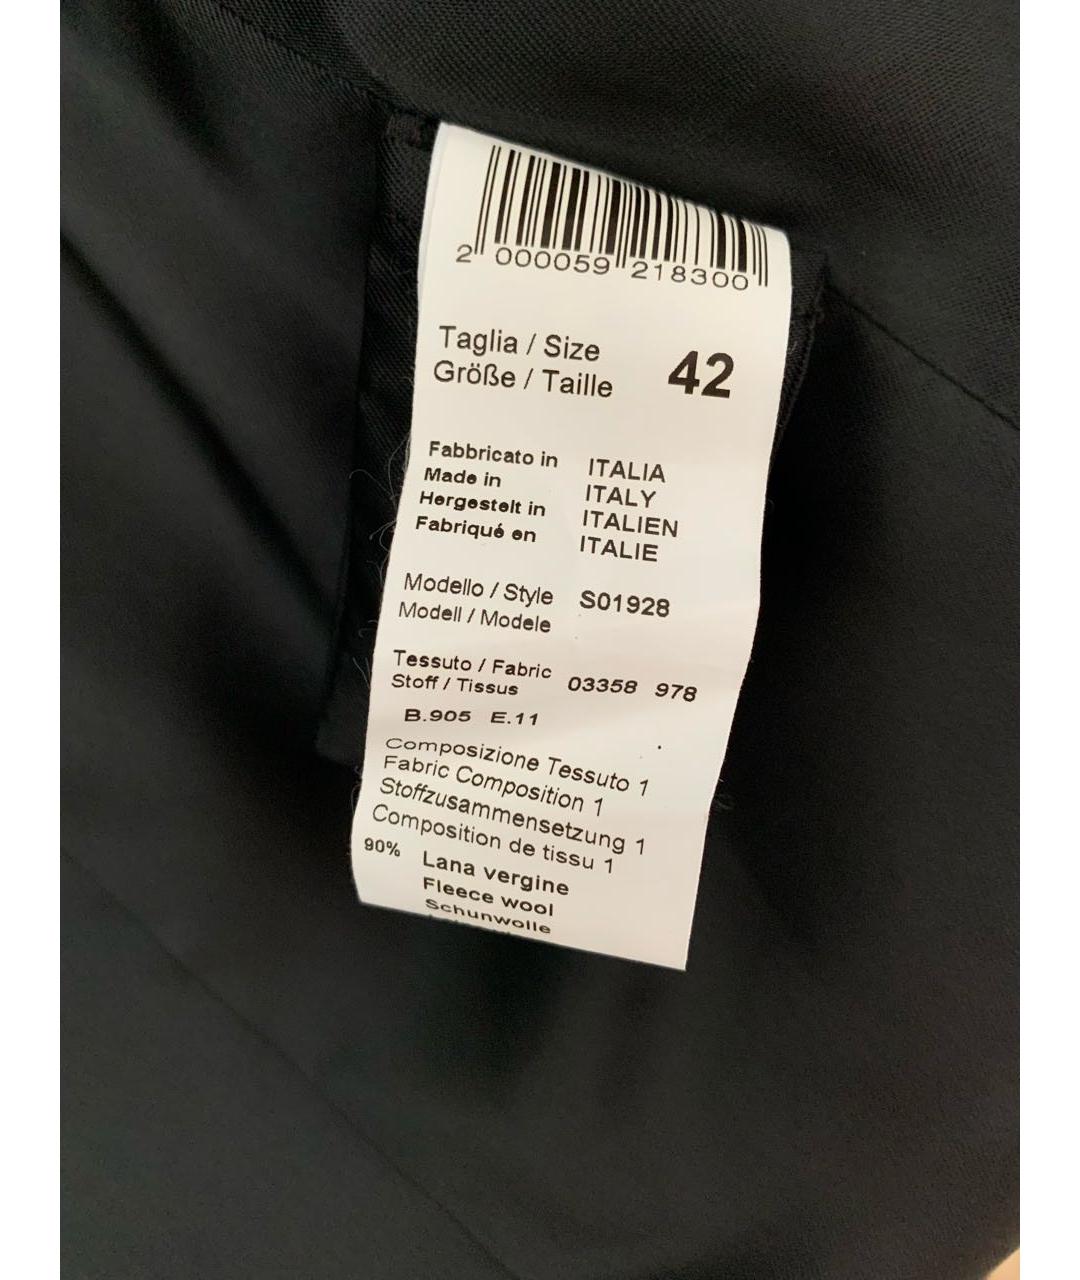 2 000059 218300
Taglia / Size
Größe / Taille
42
Fabbricato in ITALIA
Made in ITALY
Hergestelt in ITALIEN
Fabriqué en ITALIE
Modello / Style S01928
Modell / Modele
Tessuto / Fabric 03358 978
Stoff / Tissus
B.905 E.11
Composizione Tessuto 1
Fabric Composition 1
Stoffzusammensetzung 1
Composition de tissu 1
90% Lana vergine
Fleece wool
Schunwolle